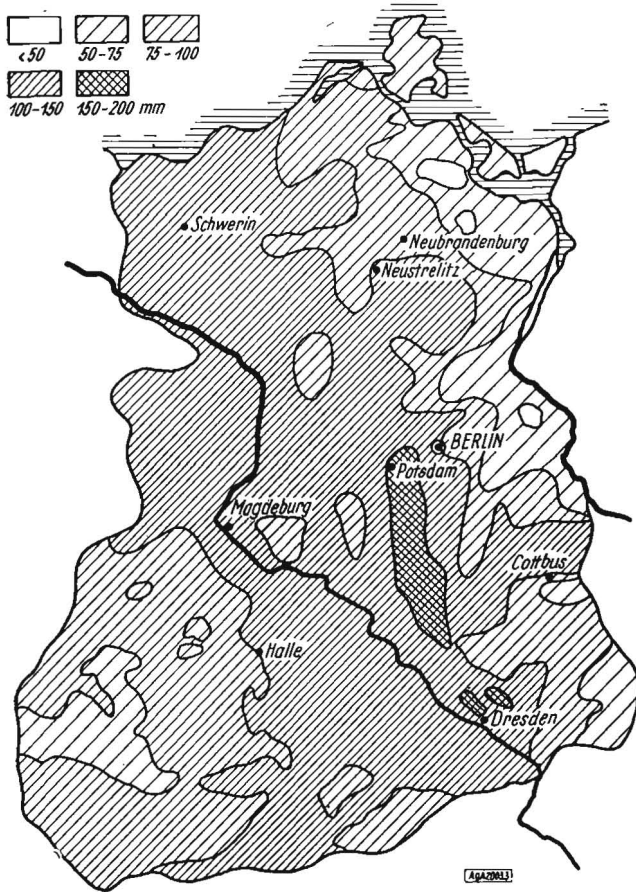 <50 50-75 75-100
100-150 150-200 mm
Schwerin
Neubrandenburg
Neustrelitz
BERLIN
Potsdam
Magdeburg
Cottbus
Halle
Dresden